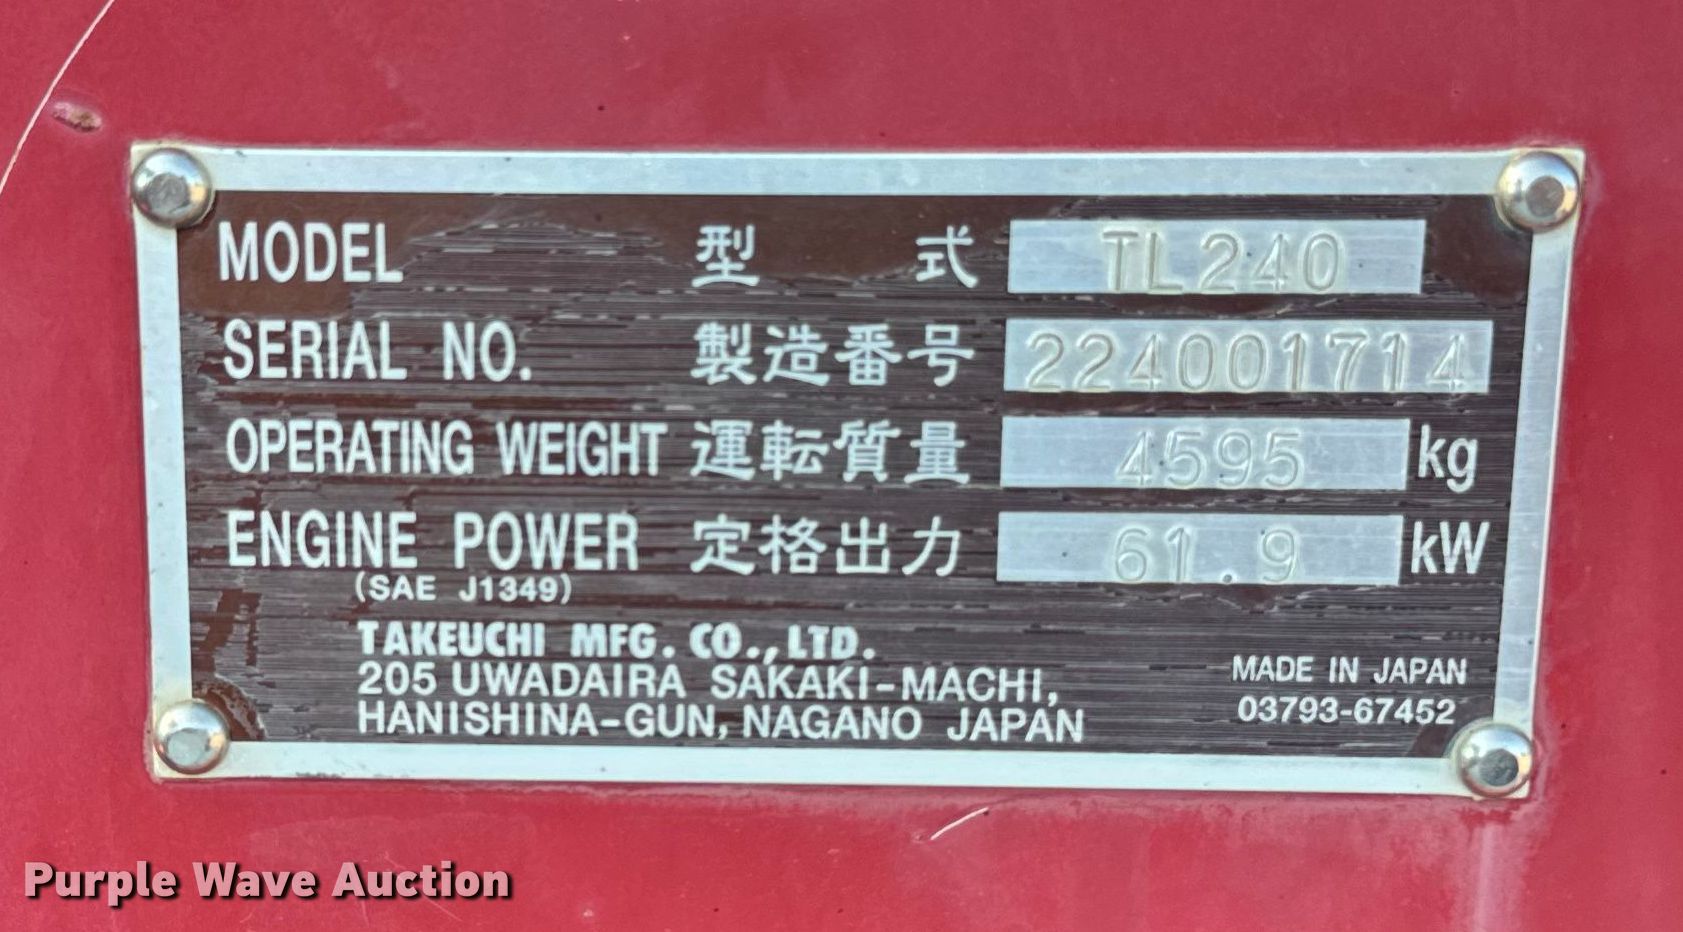 MODEL 型 式 TL240
SERIAL NO. 製造番号 224001714
OPERATING WEIGHT 運転質量 4595 kg
ENGINE POWER 定格出力 61.9 kW
(SAE J1349)
TAKEUCHI MFG. CO.,LTD.
205 UWADAIRA SAKAKI-MACHI,
HANISHINA-GUN, NAGANO JAPAN
MADE IN JAPAN
03793-67452
Purple Wave Auction